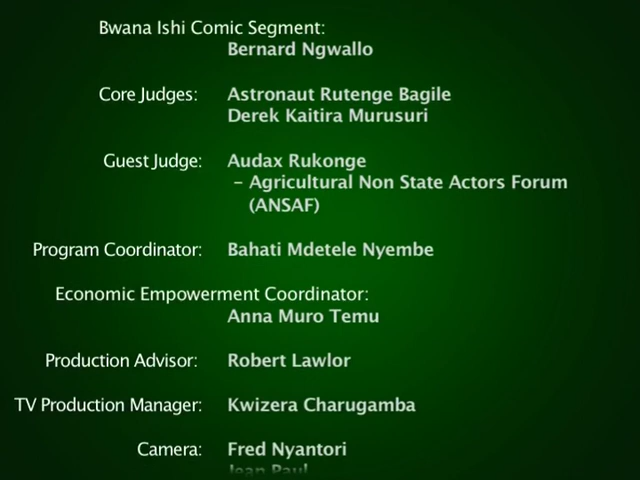 Bwana Ishi Comic Segment:
Bernard Ngwallo
Core Judges: Astronaut Rutenge Bagile
Derek Kaitira Murusuri
Guest Judge: Audax Rukonge
– Agricultural Non State Actors Forum
(ANSAF)
Program Coordinator: Bahati Mdetele Nyembe
Economic Empowerment Coordinator:
Anna Muro Temu
Production Advisor: Robert Lawlor
TV Production Manager: Kwizera Charugamba
Camera: Fred Nyantori
Jean Paul